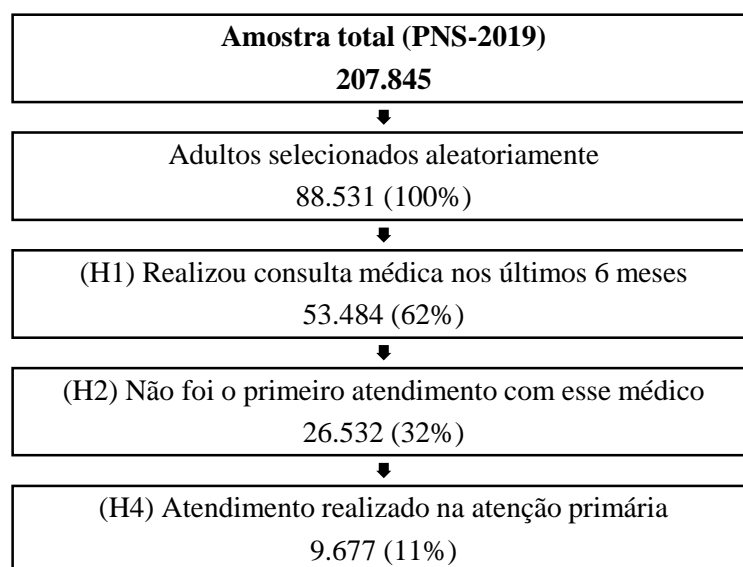 Amostra total (PNS-2019)
207.845
Adultos selecionados aleatoriamente
88.531 (100%)
(H1) Realizou consulta médica nos últimos 6 meses
53.484 (62%)
(H2) Não foi o primeiro atendimento com esse médico
26.532 (32%)
(H4) Atendimento realizado na atenção primária
9.677 (11%)